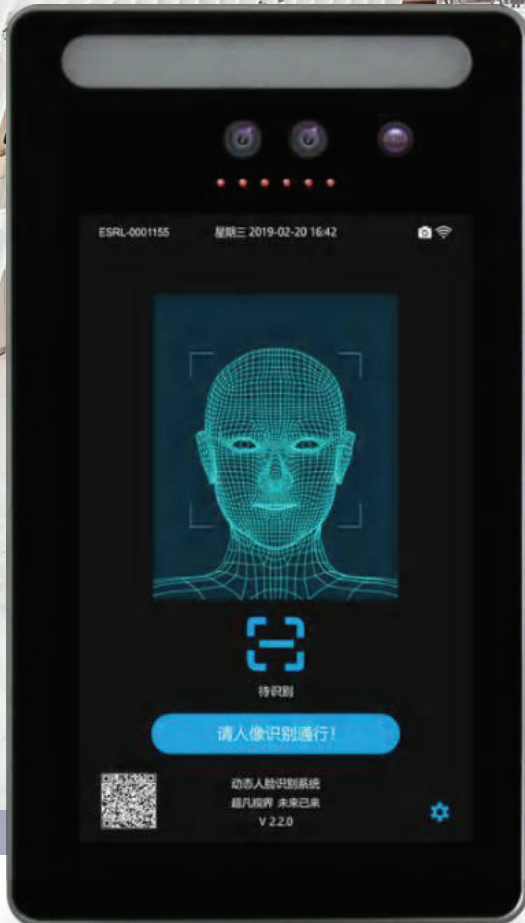 ESRL-0001155
星期三 2019-02-20 16:42
待识别
请人像识别通行!
动态人脸识别系统
超凡视界 未来已来
V 2.2.0